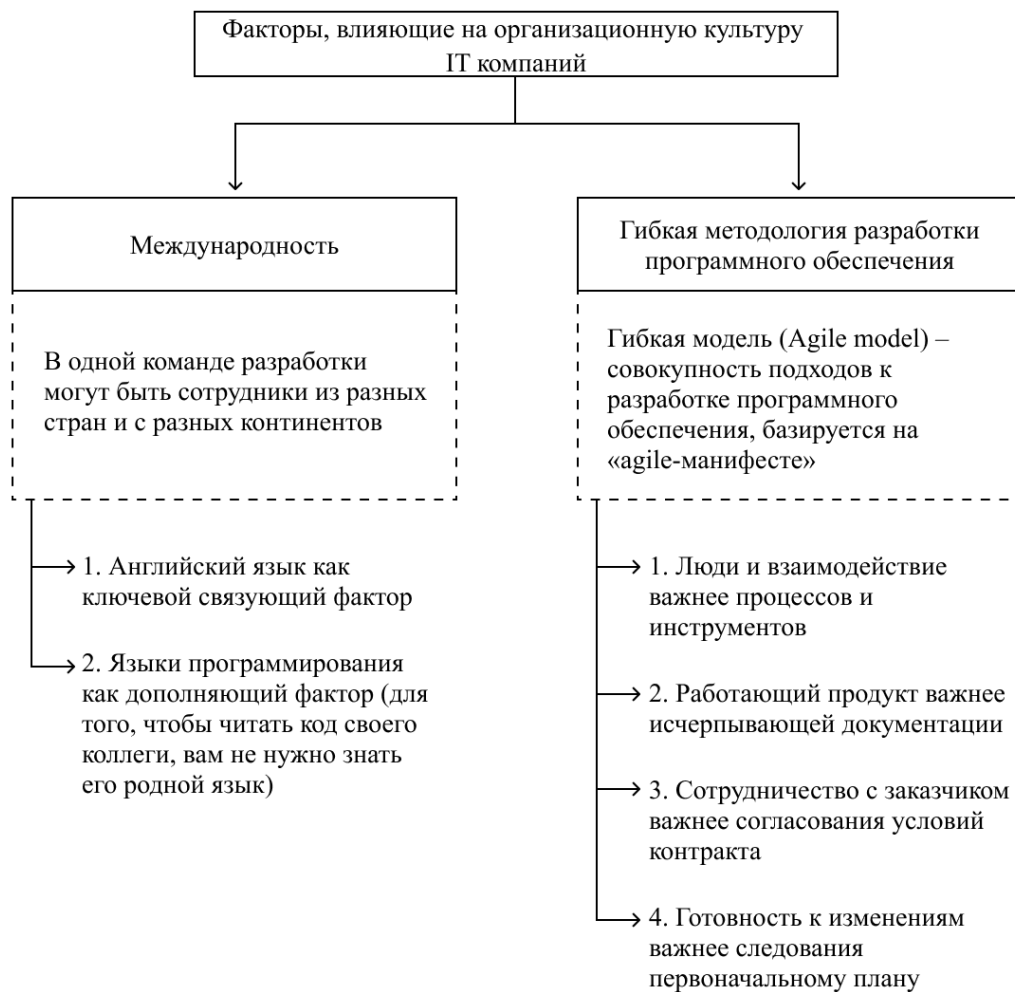 Факторы, влияющие на организационную культуру
IT компаний
Международность
В одной команде разработки
могут быть сотрудники из разных
стран и с разных континентов
1. Английский язык как
ключевой связующий фактор
2. Языки программирования
как дополняющий фактор (для
того, чтобы читать код своего
коллеги, вам не нужно знать
его родной язык)
Гибкая методология разработки
программного обеспечения
Гибкая модель (Agile model) –
совокупность подходов к
разработке программного
обеспечения, базируется на
«agile-манифесте»
1. Люди и взаимодействие
важнее процессов и
инструментов
2. Работающий продукт важнее
исчерпывающей документации
3. Сотрудничество с заказчиком
важнее согласования условий
контракта
4. Готовность к изменениям
важнее следования
первоначальному плану